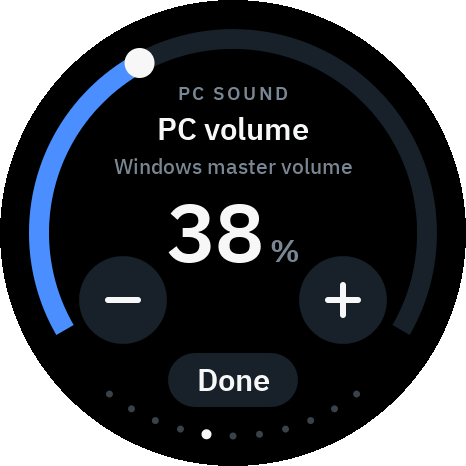 PC SOUND
PC volume
Windows master volume
38 %
− +
Done